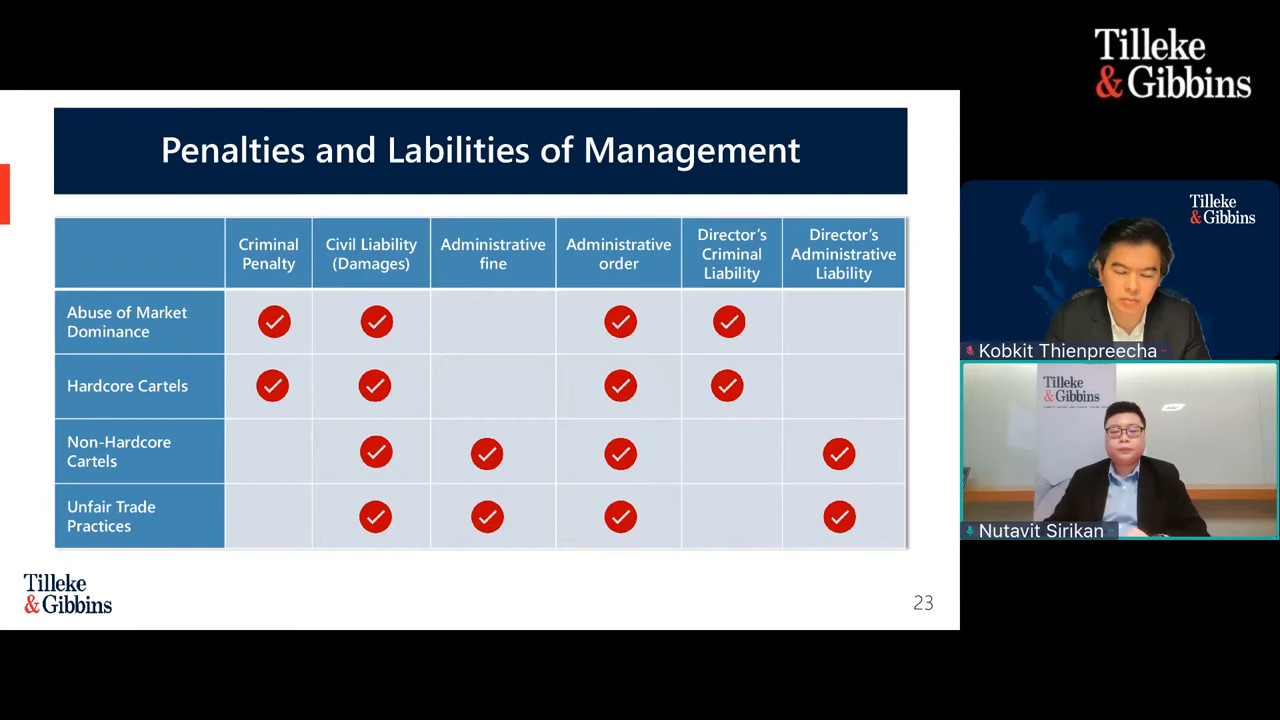 Tilleke
& Gibbins
Penalties and Labilities of Management
Criminal
Penalty
Civil Liability
(Damages)
Administrative
fine
Administrative
order
Director's
Criminal
Liability
Director's
Administrative
Liability
Abuse of Market
Dominance
Hardcore Cartels
Non-Hardcore
Cartels
Unfair Trade
Practices
Tilleke
& Gibbins
23
Tilleke
& Gibbins
Kobkit Thienpreecha
Tilleke
& Gibbins
Nutavit Sirikan